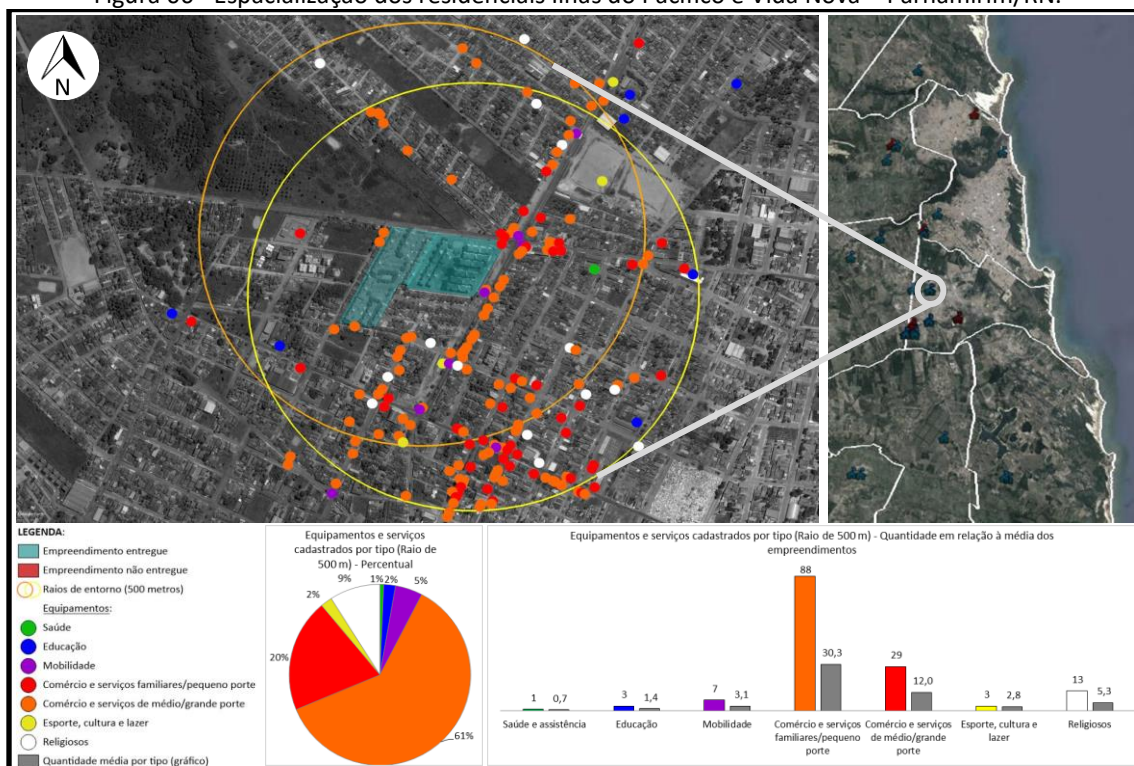 Figura 60 - Espacialização dos residenciais Ilhas do Pacífico e Vida Nova – Parnamirim/RN.
N
LEGENDA:
Empreendimento entregue
Empreendimento não entregue
Raios de entorno (500 metros)
Equipamentos:
Saúde
Educação
Mobilidade
Comércio e serviços familiares/pequeno porte
Comércio e serviços de médio/grande porte
Esporte, cultura e lazer
Religiosos
Quantidade média por tipo (gráfico)
Equipamentos e serviços
cadastrados por tipo (Raio de
500 m) - Percentual
9%
1%
2%
5%
2%
20%
61%
Equipamentos e serviços cadastrados por tipo (Raio de 500 m) - Quantidade em relação à média dos
empreendimentos
88
30,3
29
12,0
13
5,3
7
3,1
3
2,8
3
1,4
1
0,7
Saúde e assistência
Educação
Mobilidade
Comércio e serviços
familiares/pequeno
porte
Comércio e serviços
de médio/grande
porte
Esporte, cultura e
lazer
Religiosos